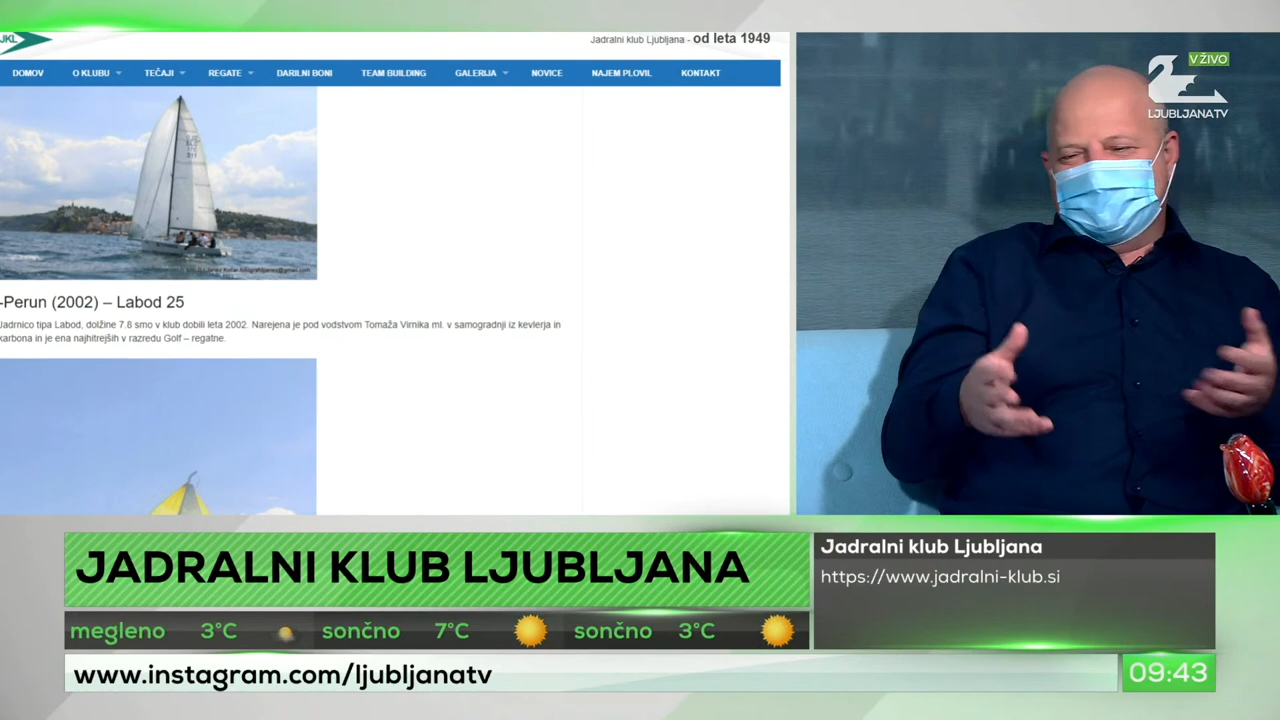 JKL
Jadralni klub Ljubljana - od leta 1949
DOMOV O KLUBU TEČAJI REGATE DARILNI BONI TEAM BUILDING GALERIJA NOVICE NAJEM PLOVIL KONTAKT
V ŽIVO
LJUBLJANATV
-Perun (2002) – Labod 25
Jadrnico tipa Labod, dolžine 7.8 smo v klub dobili leta 2002. Narejena je pod vodstvom Tomaža Virnika ml. v samogradnji iz kevlerja in
karbona in je ena najhitrejših v razredu Golf – regatne.
JADRALNI KLUB LJUBLJANA
Jadralni klub Ljubljana
https://www.jadralni-klub.si
megleno 3°C sončno 7°C sončno 3°C
www.instagram.com/ljubljanatv
09:43